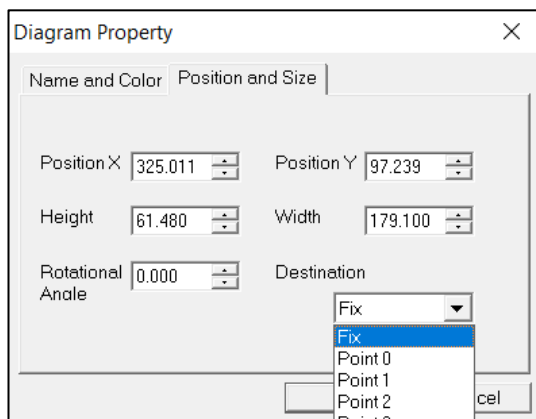 Diagram Property
Name and Color Position and Size
Position X 325.011 Position Y 97.239
Height 61.480 Width 179.100
Rotational 0.000 Destination
Angle
Fix
Fix
Point 0
Point 1
Point 2